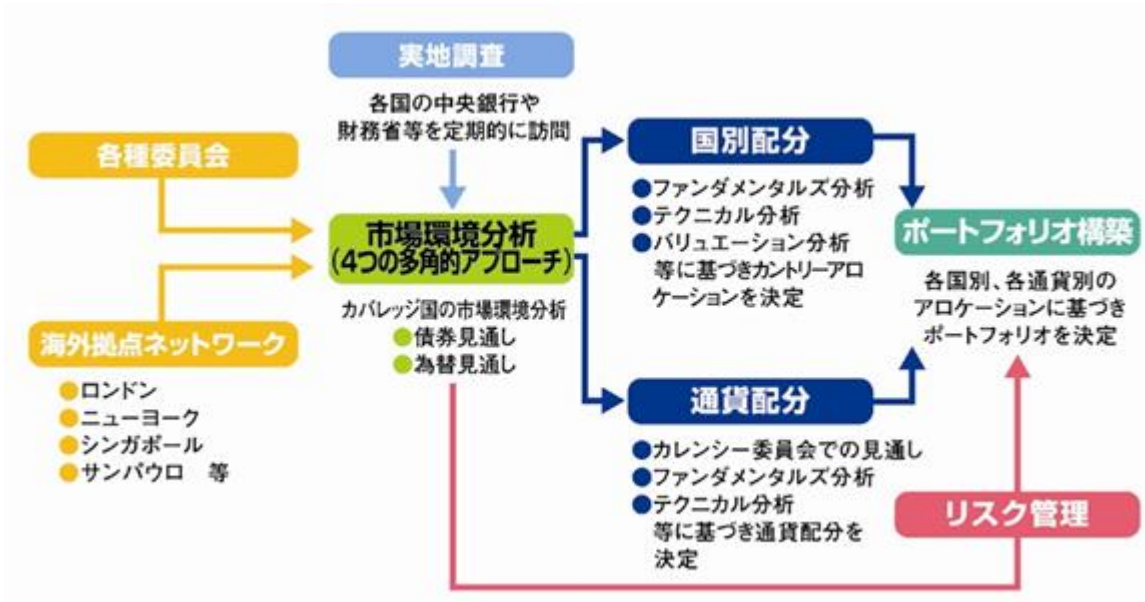 実地調査
各国の中央銀行や
財務省等を定期的に訪問
各種委員会
海外拠点ネットワーク
●ロンドン
●ニューヨーク
●シンガポール
●サンパウロ 等
市場環境分析
(4つの多角的アプローチ)
カバレッジ国の市場環境分析
●債券見通し
●為替見通し
国別配分
●ファンダメンタルズ分析
●テクニカル分析
●バリュエーション分析
等に基づきカントリーアロ
ケーションを決定
通貨配分
●カレンシー委員会での見通し
●ファンダメンタルズ分析
●テクニカル分析
等に基づき通貨配分を
決定
ポートフォリオ構築
各国別、各通貨別の
アロケーションに基づき
ポートフォリオを決定
リスク管理